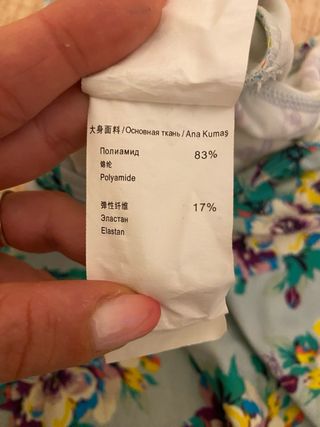 大身面料/Основная ткань/Ana Kumaş
Полиамид 83%
锦纶
Polyamide
弹性纤维 17%
Эластан
Elastan